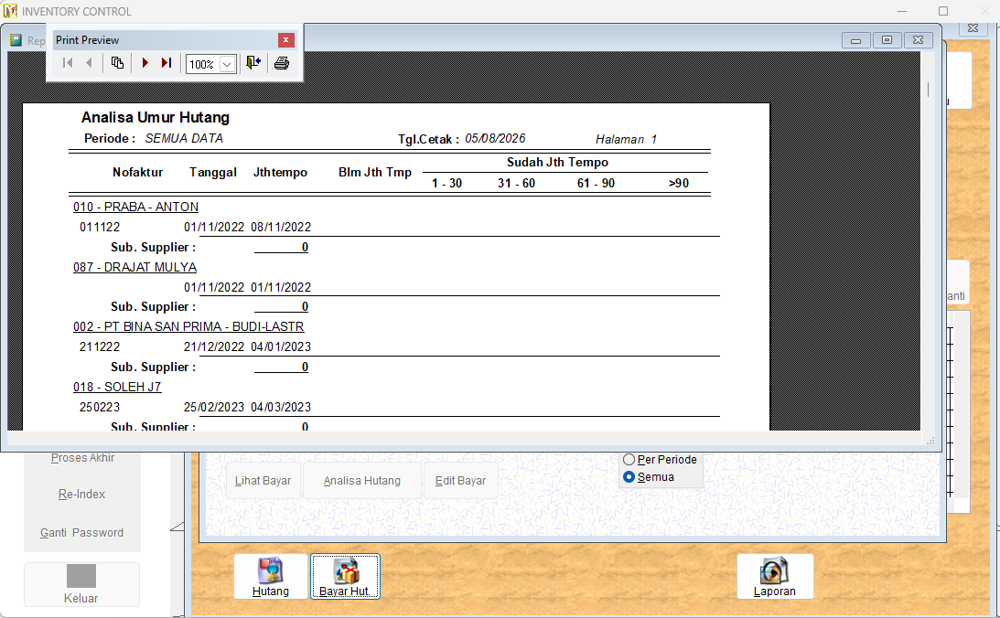 INVENTORY CONTROL
Rep
Print Preview
100%
Analisa Umur Hutang
Periode : SEMUA DATA
Tgl.Cetak : 05/08/2026
Halaman 1
Nofaktur Tanggal Jthtempo Blm Jth Tmp Sudah Jth Tempo
1 - 30 31 - 60 61 - 90 >90
010 - PRABA - ANTON
011122 01/11/2022 08/11/2022
Sub. Supplier : 0
087 - DRAJAT MULYA
01/11/2022 01/11/2022
Sub. Supplier : 0
002 - PT BINA SAN PRIMA - BUDI-LASTR
211222 21/12/2022 04/01/2023
Sub. Supplier : 0
018 - SOLEH J7
250223 25/02/2023 04/03/2023
Sub. Supplier : 0
anti
Proses Akhir
Re-Index
Ganti Password
Keluar
Lihat Bayar
Analisa Hutang
Edit Bayar
Per Periode
Semua
Hutang
Bayar Hut.
Laporan